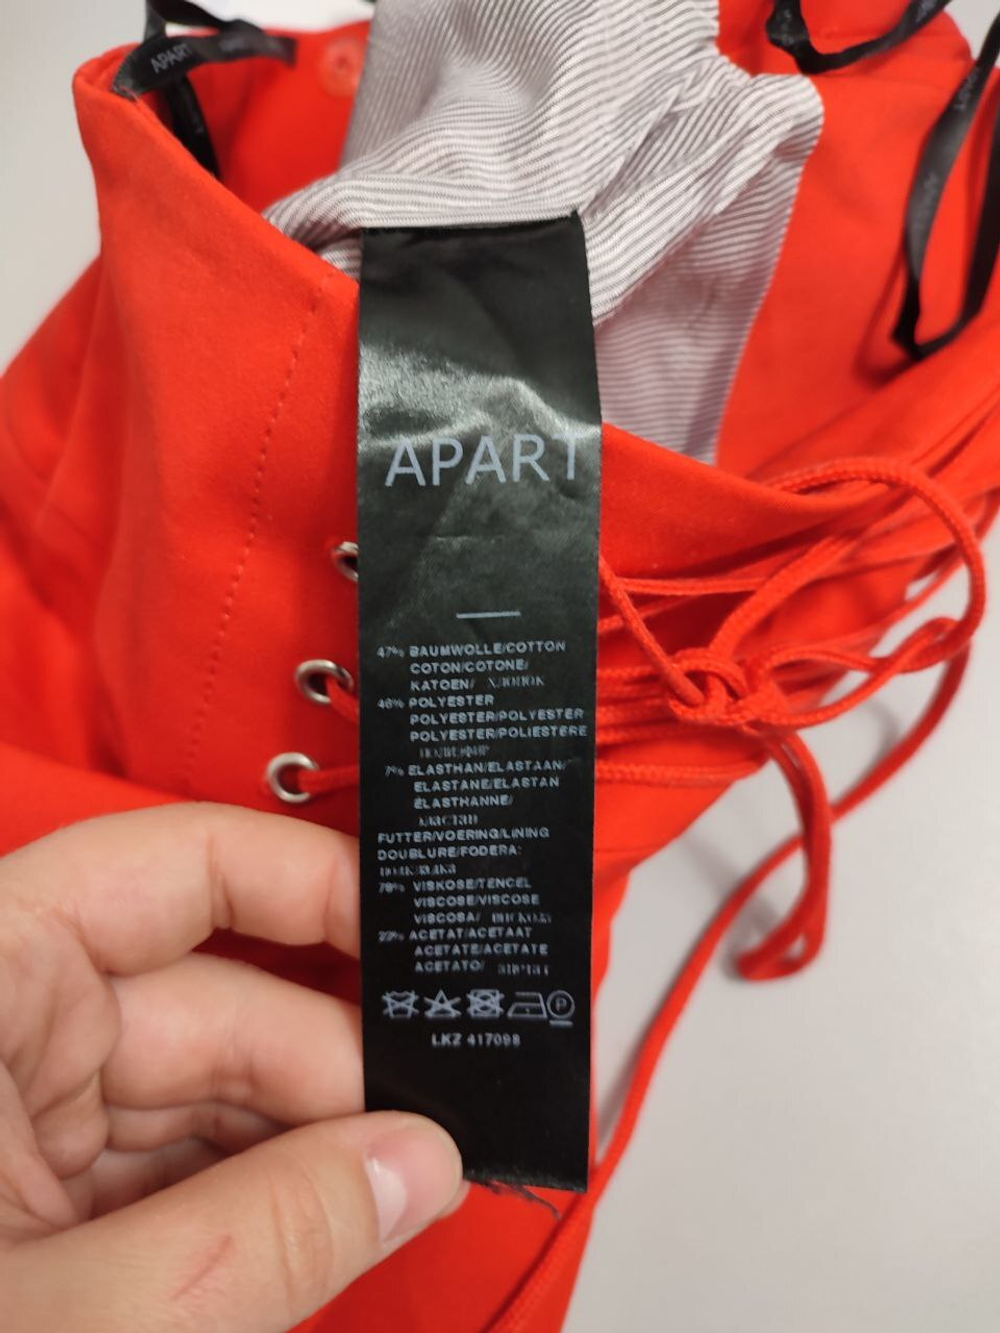 APART
APART
47% BAUMWOLLE/COTTON
COTON/COTONE/
KATOEN/
46% POLYESTER
POLYESTER/POLYESTER
POLYESTER/POLIESTERE
7% ELASTHAN/ELASTAAN/
ELASTANE/ELASTAN
ELASTHANNE/
FUTTER/VOERING/LINING
DOUBLURE/FODERA:
78% VISKOSE/TENCEL
VISCOSE/VISCOSE
VISCOSA/
22% ACETAT/ACETAAT
ACETATE/ACETATE
ACETATO/
P
LKZ 417098